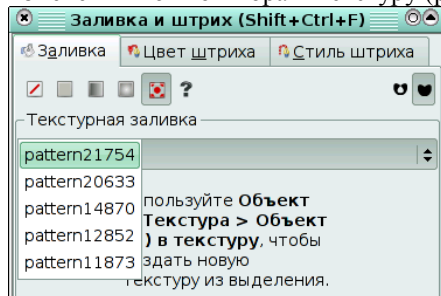 Заливка и штрих (Shift+Ctrl+F)
Заливка Цвет штриха Стиль штриха
?
Текстурная заливка
pattern21754
pattern20633
pattern14870 пользуйте Объект
pattern12852 Текстура > Объект
) в текстуру, чтобы
pattern11873 здать новую
текстуру из выделения.